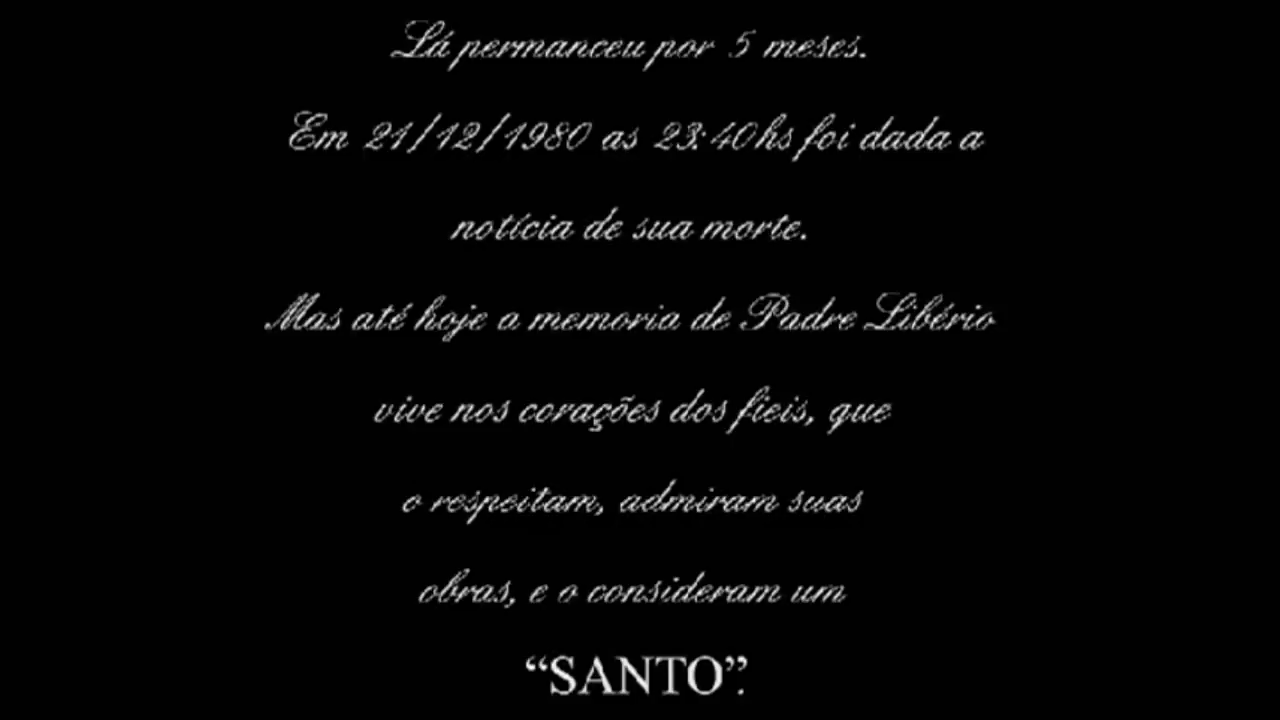 Lá permanceu por 5 meses.
Em 21/12/1980 as 23:40hs foi dada a
notícia de sua morte.
Mas até hoje a memoria de Padre Libério
vive nos corações dos fieis, que
o respeitam, admiram suas
obras, e o consideram um
“SANTO”.